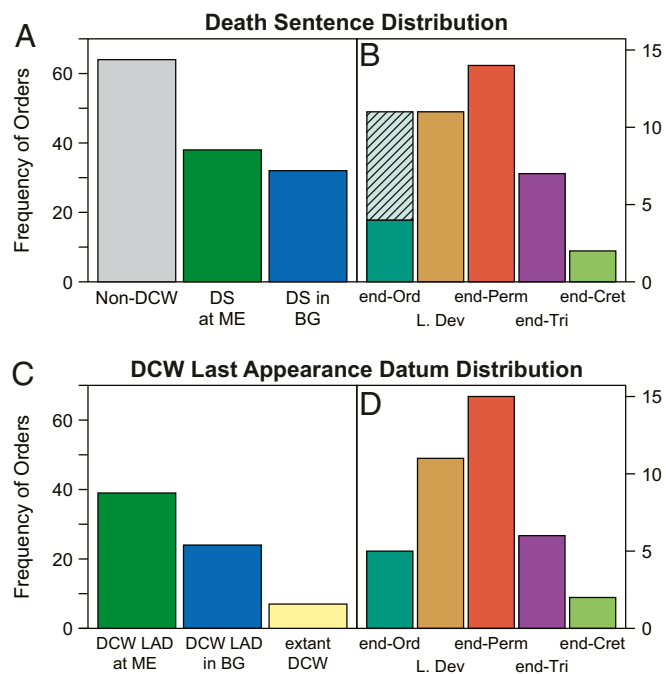 Death Sentence Distribution
A
B
Frequency of Orders
60
40
20
0
15
10
5
0
Non-DCW
DS
at ME
DS in
BG
end-Ord
L. Dev
end-Perm
end-Tri
end-Cret
DCW Last Appearance Datum Distribution
C
D
Frequency of Orders
60
40
20
0
15
10
5
0
DCW LAD
at ME
DCW LAD
in BG
extant
DCW
end-Ord
L. Dev
end-Perm
end-Tri
end-Cret